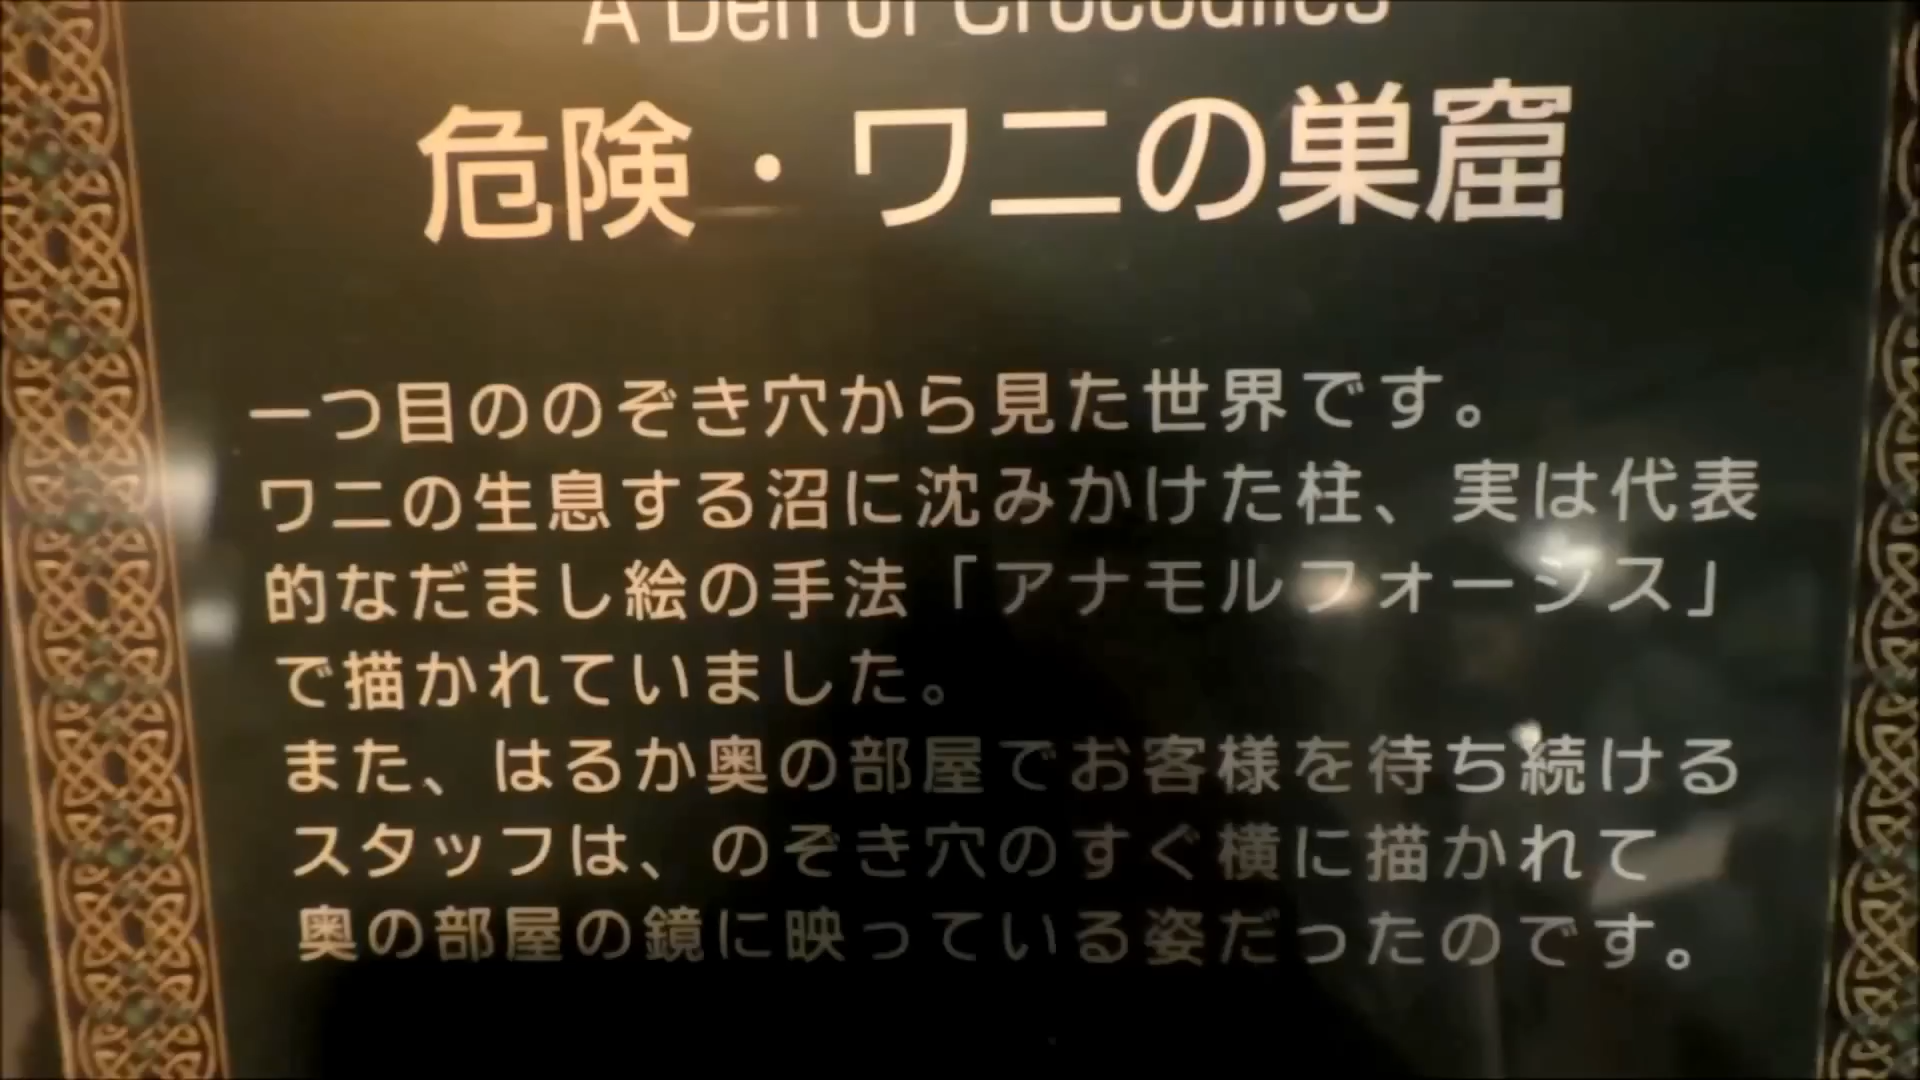 A Den of Crocodiles
危険・ワニの巣窟
一つ目ののぞき穴から見た世界です。
ワニの生息する沼に沈みかけた柱、実は代表
的なだまし絵の手法「アナモルフォーシス」
で描かれていました。
また、はるか奥の部屋でお客様を待ち続ける
スタッフは、のぞき穴のすぐ横に描かれて
奥の部屋の鏡に映っている姿だったのです。